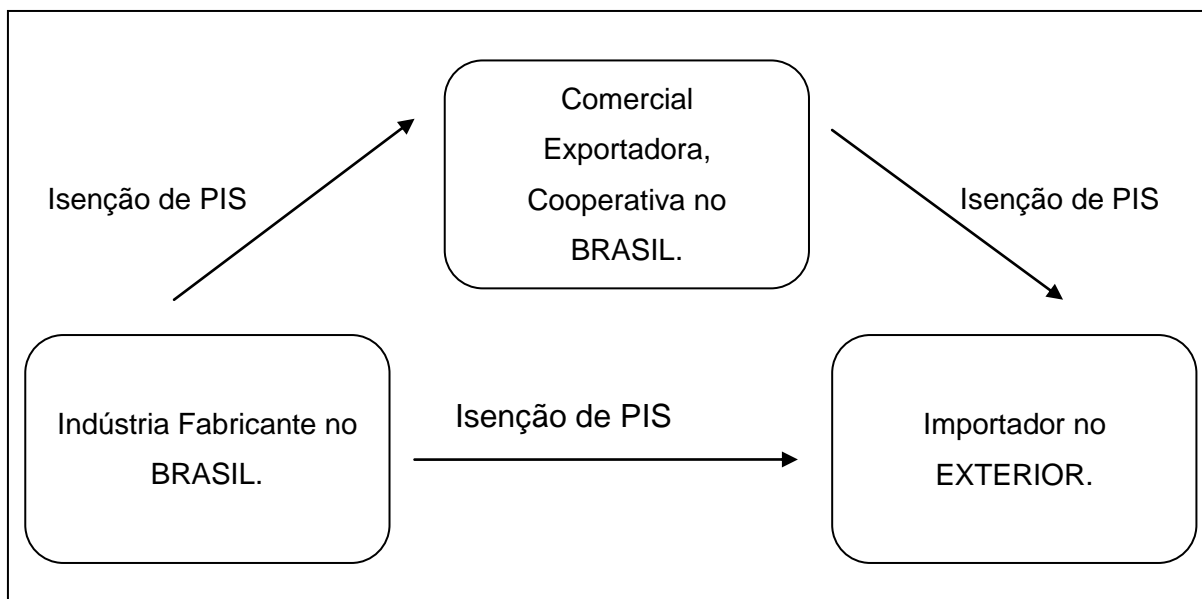 Comercial
Exportadora,
Cooperativa no
BRASIL.
Isenção de PIS
Isenção de PIS
Indústria Fabricante no
BRASIL.
Isenção de PIS
Importador no
EXTERIOR.